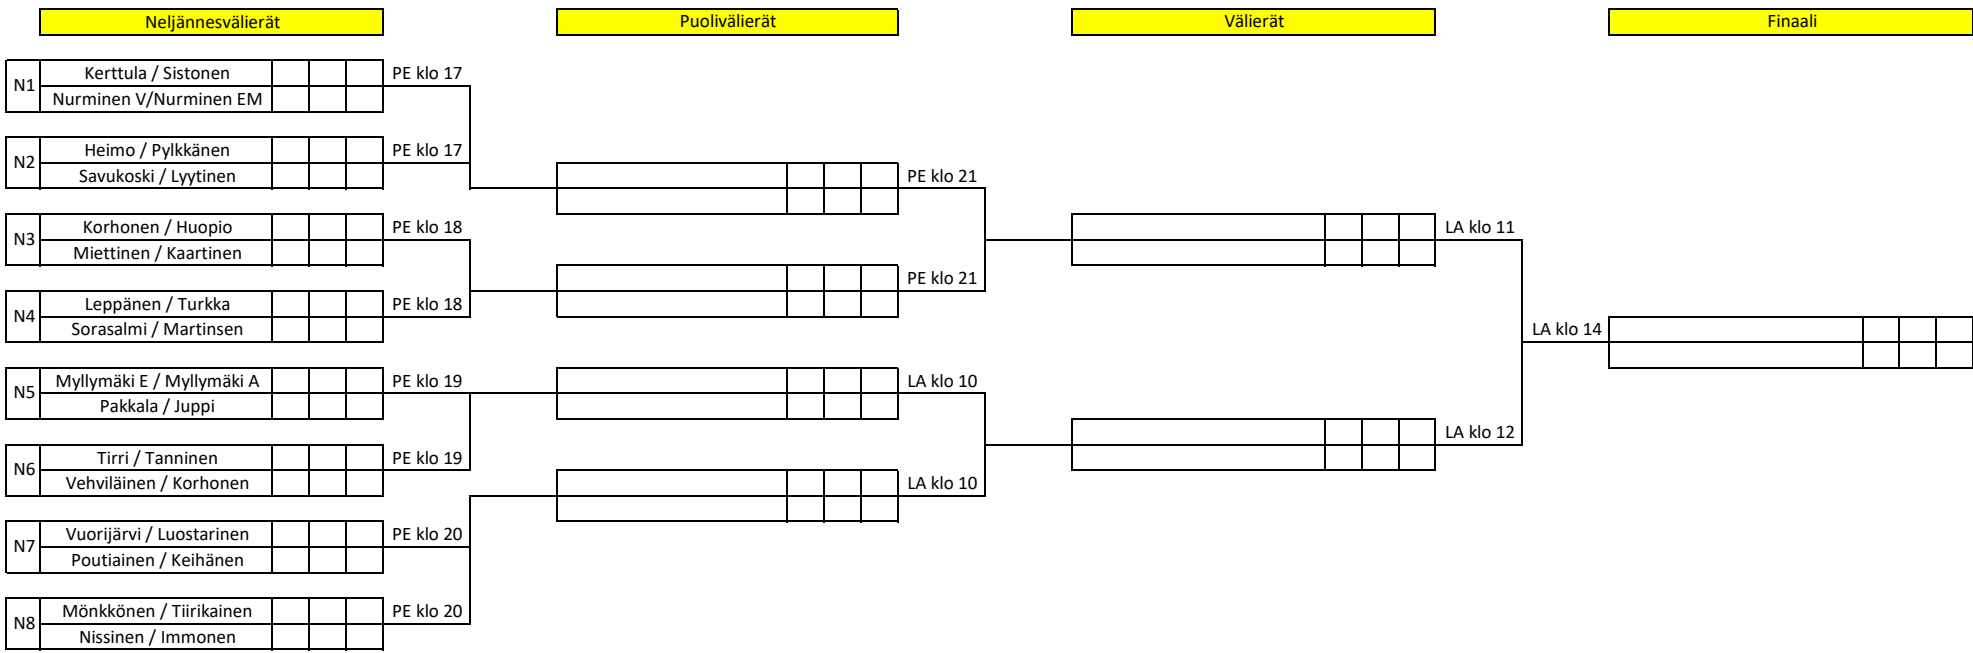 Neljännesvälierät
Puolivälierät
Välierät
Finaali
N1
Kerttula / Sistonen
Nurminen V/Nurminen EM
PE klo 17
N2
Heimo / Pylkkänen
Savukoski / Lyytinen
PE klo 17
N3
Korhonen / Huopio
Miettinen / Kaartinen
PE klo 18
N4
Leppänen / Turkka
Sorasalmi / Martinsen
PE klo 18
N5
Myllymäki E / Myllymäki A
Pakkala / Juppi
PE klo 19
N6
Tirri / Tanninen
Vehviläinen / Korhonen
PE klo 19
N7
Vuorijärvi / Luostarinen
Poutiainen / Keihänen
PE klo 20
N8
Mönkkönen / Tiirikainen
Nissinen / Immonen
PE klo 20
PE klo 21
PE klo 21
LA klo 10
LA klo 10
LA klo 11
LA klo 12
LA klo 14